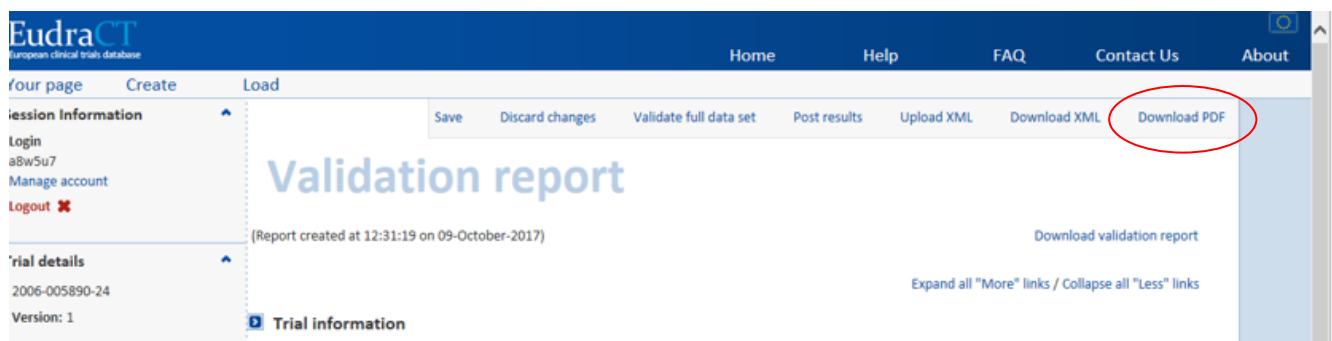 EudraCT
European clinical trials database
Home Help FAQ Contact Us About
Your page Create Load
Session Information
Save Discard changes Validate full data set Post results Upload XML Download XML Download PDF
Login
a8w5u7
Manage account
Logout
Validation report
(Report created at 12:31:19 on 09-October-2017)
Download validation report
Trial details
2006-005890-24
Expand all "More" links / Collapse all "Less" links
Version: 1
Trial information